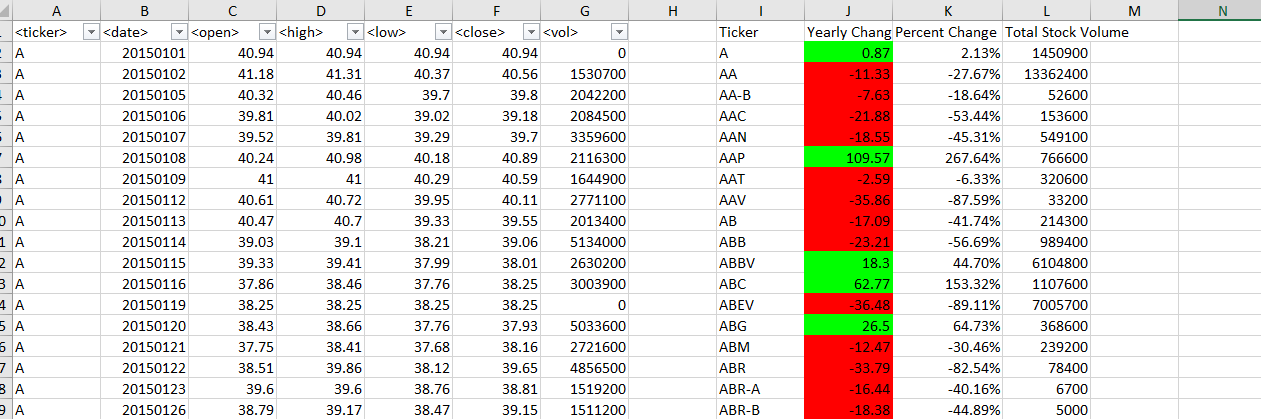 A B C D E F G H I J K L M N
<ticker> <date> <open> <high> <low> <close> <vol> Ticker Yearly Chang Percent Change Total Stock Volume
2 A 20150101 40.94 40.94 40.94 40.94 0 A 0.87 2.13% 1450900
A 20150102 41.18 41.31 40.37 40.56 1530700 AA -11.33 -27.67% 13362400
A 20150105 40.32 40.46 39.7 39.8 2042200 AA-B -7.63 -18.64% 52600
A 20150106 39.81 40.02 39.02 39.18 2084500 AAC -21.88 -53.44% 153600
A 20150107 39.52 39.81 39.29 39.7 3359600 AAN -18.55 -45.31% 549100
A 20150108 40.24 40.98 40.18 40.89 2116300 AAP 109.57 267.64% 766600
A 20150109 41 41 40.29 40.59 1644900 AAT -2.59 -6.33% 320600
A 20150112 40.61 40.72 39.95 40.11 2771100 AAV -35.86 -87.59% 33200
0 A 20150113 40.47 40.7 39.33 39.55 2013400 AB -17.09 -41.74% 214300
1 A 20150114 39.03 39.1 38.21 39.06 5134000 ABB -23.21 -56.69% 989400
2 A 20150115 39.33 39.41 37.99 38.01 2630200 ABBV 18.3 44.70% 6104800
3 A 20150116 37.86 38.46 37.76 38.25 3003900 ABC 62.77 153.32% 1107600
4 A 20150119 38.25 38.25 38.25 38.25 0 ABEV -36.48 -89.11% 7005700
5 A 20150120 38.43 38.66 37.76 37.93 5033600 ABG 26.5 64.73% 368600
6 A 20150121 37.75 38.41 37.68 38.16 2721600 ABM -12.47 -30.46% 239200
7 A 20150122 38.51 39.86 38.12 39.65 4856500 ABR -33.79 -82.54% 78400
8 A 20150123 39.6 39.6 38.76 38.81 1519200 ABR-A -16.44 -40.16% 6700
9 A 20150126 38.79 39.17 38.47 39.15 1511200 ABR-B -18.38 -44.89% 5000